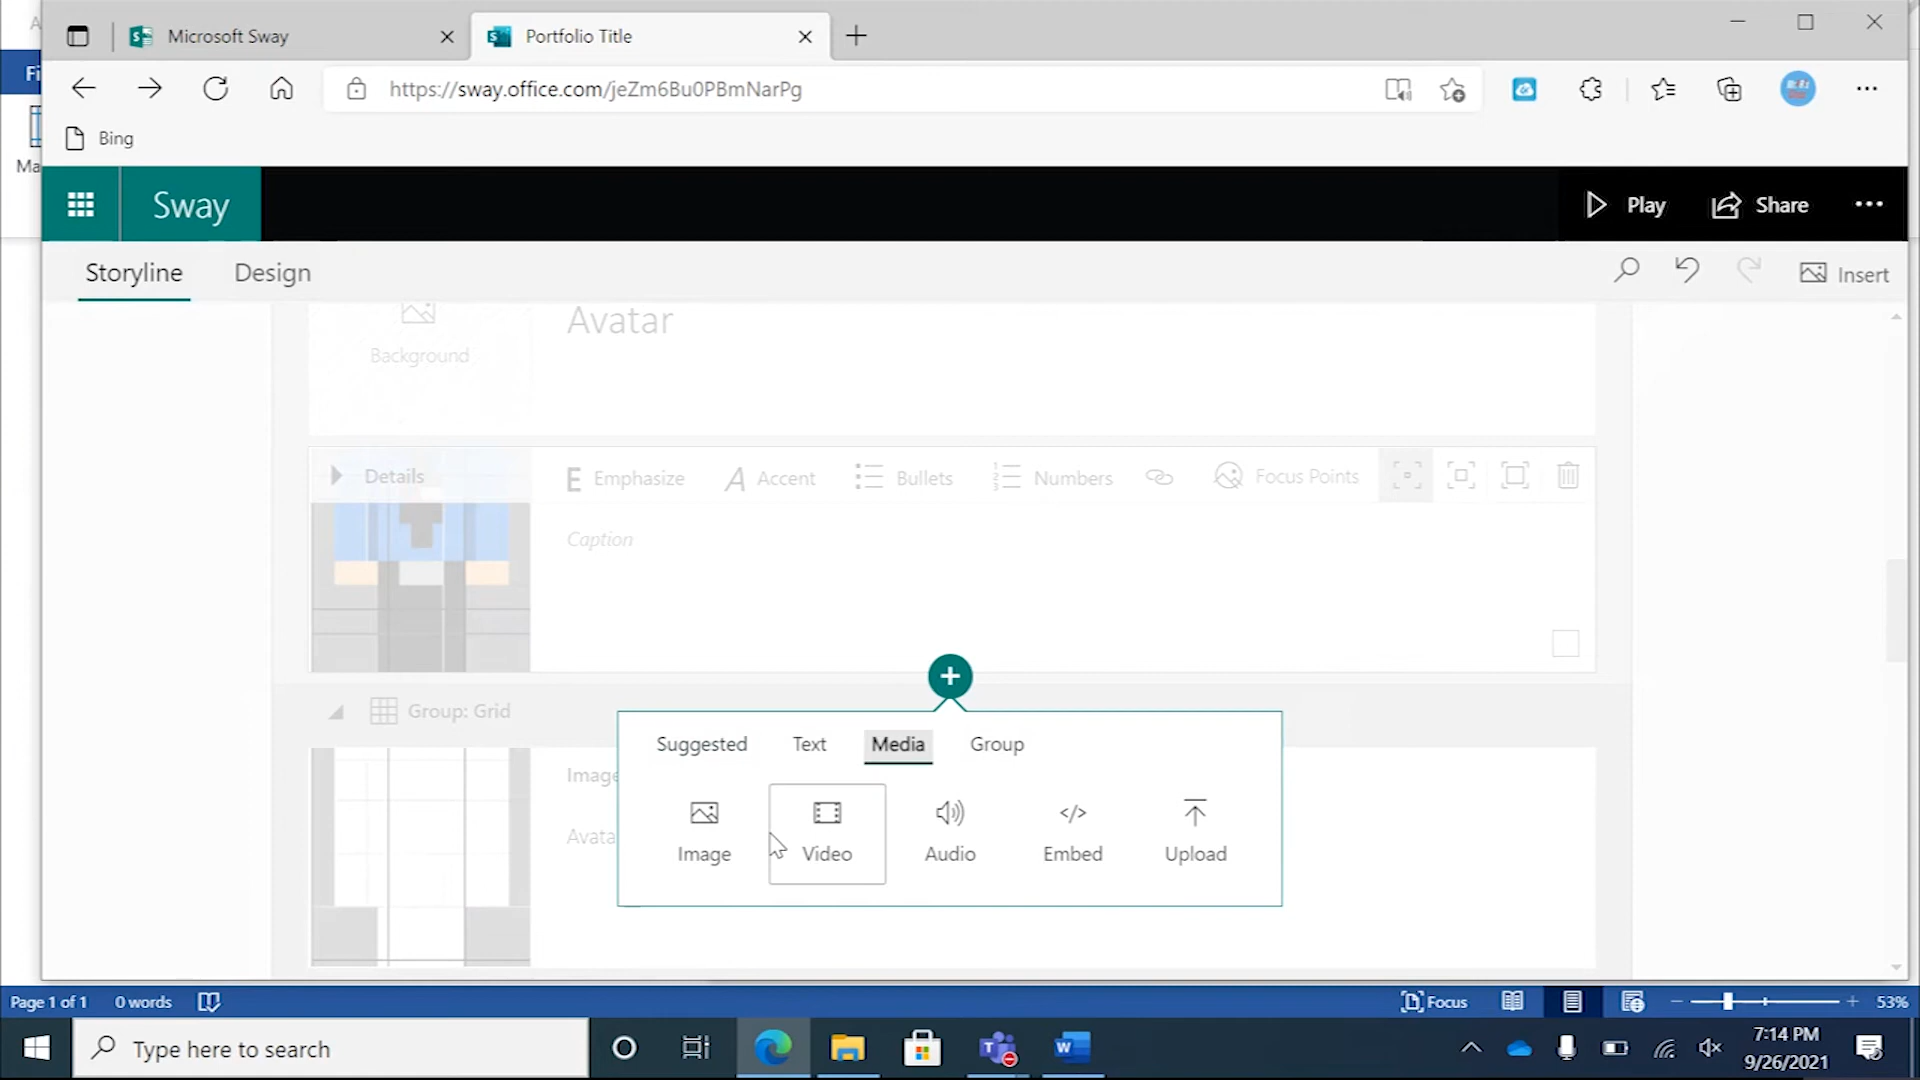 Microsoft Sway
Portfolio Title
https://sway.office.com/jeZm6Bu0PBmNarPg
Bing
Fi
Ma
Sway
Play
Share
Storyline
Design
Insert
Background
Avatar
Details
Emphasize
Accent
Bullets
Numbers
Focus Points
Caption
Group: Grid
Suggested
Text
Media
Group
Image
Avata
Image
Video
Audio
Embed
Upload
Page 1 of 1
0 words
Focus
53%
Type here to search
7:14 PM
9/26/2021